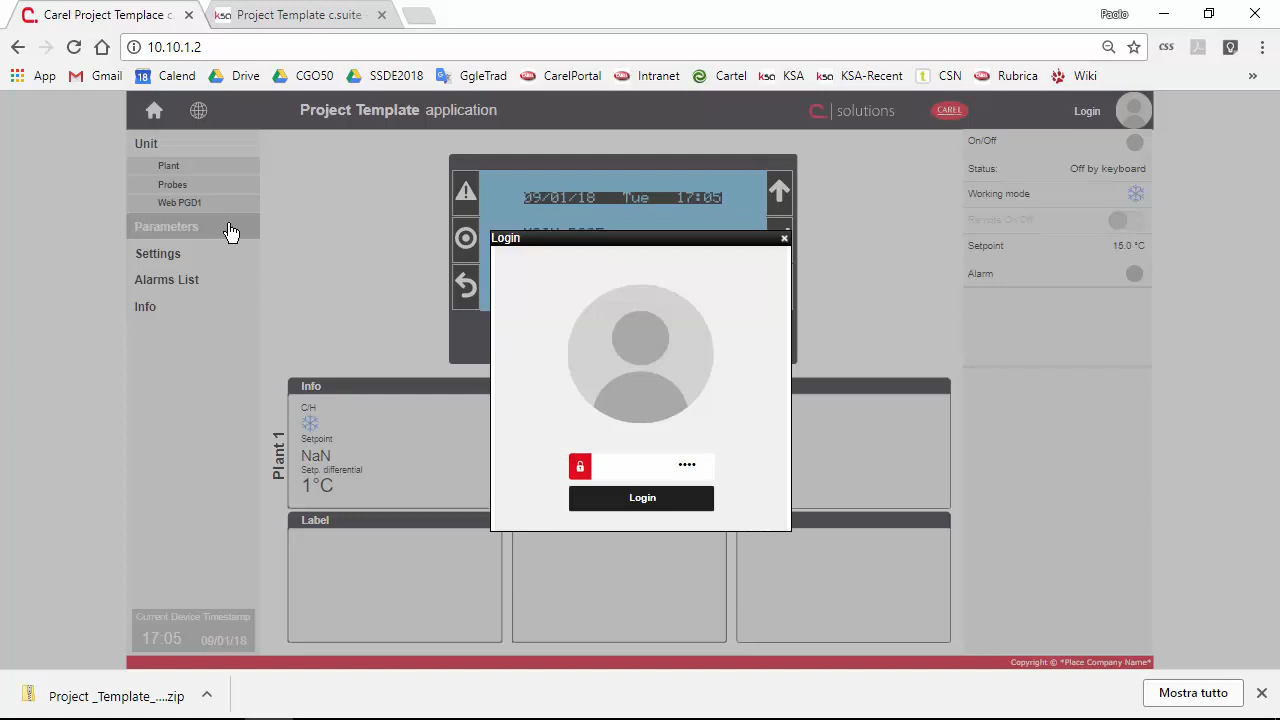 Carel Project Template c.
Project Template c.suite
Paolo
10.10.1.2
CSS
App
Gmail
18
Calend
Drive
CGO50
SSDE2018
GgleTrad
CarelPortal
Intranet
Cartel
KSA
KSA-Recent
CSN
Rubrica
Wiki
»
Project Template application
solutions
CAREL
Login
Unit
Plant
Probes
Web PGD1
Parameters
Settings
Alarms List
Info
09/01/18 Tue 17:05
On/Off
Status: Off by keyboard
Working mode
Remote On/Off
Setpoint 15.0 °C
Alarm
Login
••••
Login
Plant 1
Info
C/H
Setpoint
NaN
Setp. differential
1°C
Label
Current Device Timestamp
17:05 09/01/18
Copyright © *Place Company Name*
Project _Template_....zip
Mostra tutto